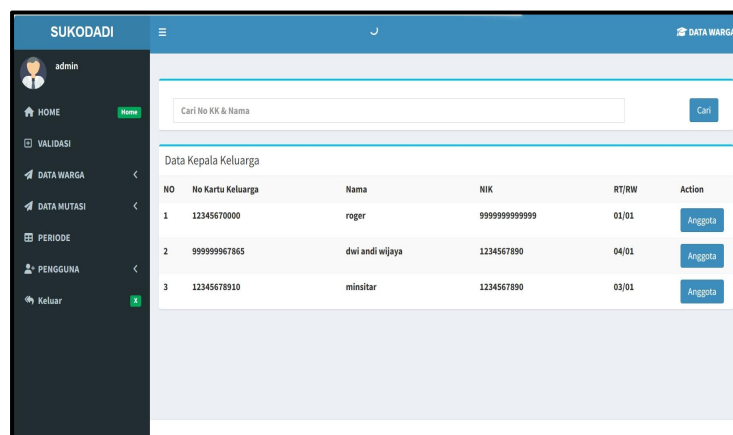 SUKODADI
DATA WARGA
admin
HOME Home
VALIDASI
DATA WARGA
DATA MUTASI
PERIODE
PENGGUNA
Keluar X
Cari No KK & Nama Cari
Data Kepala Keluarga
NO No Kartu Keluarga Nama NIK RT/RW Action
1 12345670000 roger 9999999999999 01/01 Anggota
2 999999967865 dwi andi wijaya 1234567890 04/01 Anggota
3 12345678910 minsitar 1234567890 03/01 Anggota